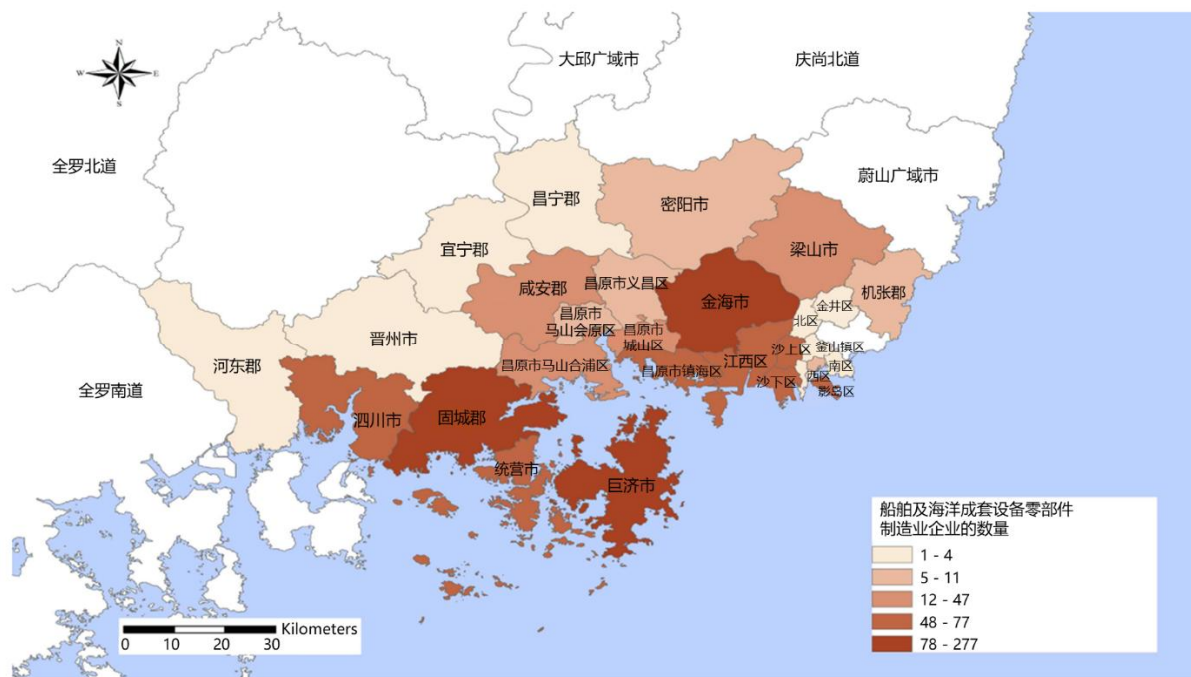 N
W
E
S
大邱广域市
庆尚北道
全罗北道
蔚山广域市
昌宁郡
密阳市
宜宁郡
梁山市
咸安郡
昌原市义昌区
金海市
机张郡
金井区
北区
昌原市
马山会原区
昌原市
城山区
晋州市
河东郡
沙上区
釜山镇区
江西区
南区
昌原市马山合浦区
昌原市镇海区
沙下区
西区
影岛区
全罗南道
泗川市
固城郡
统营市
巨济市
船舶及海洋成套设备零部件
制造业企业的数量
1 - 4
5 - 11
12 - 47
48 - 77
78 - 277
Kilometers
0 10 20 30